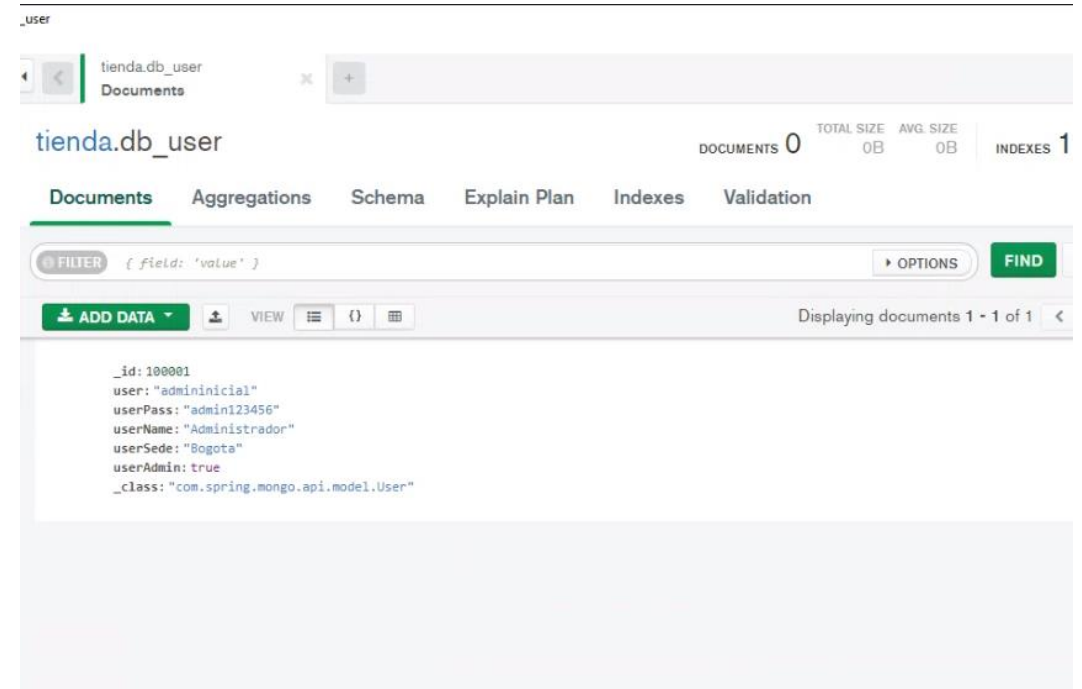 _user
tienda.db_user
Documents
tienda.db_user
DOCUMENTS 0 TOTAL SIZE 0B AVG. SIZE 0B INDEXES 1
Documents Aggregations Schema Explain Plan Indexes Validation
FILTER { field: 'value' } OPTIONS FIND
ADD DATA VIEW {} Displaying documents 1 - 1 of 1
_id: 100001
user: "admininicial"
userPass: "admin123456"
userName: "Administrador"
userSede: "Bogota"
userAdmin: true
_class: "com.spring.mongo.api.model.User"